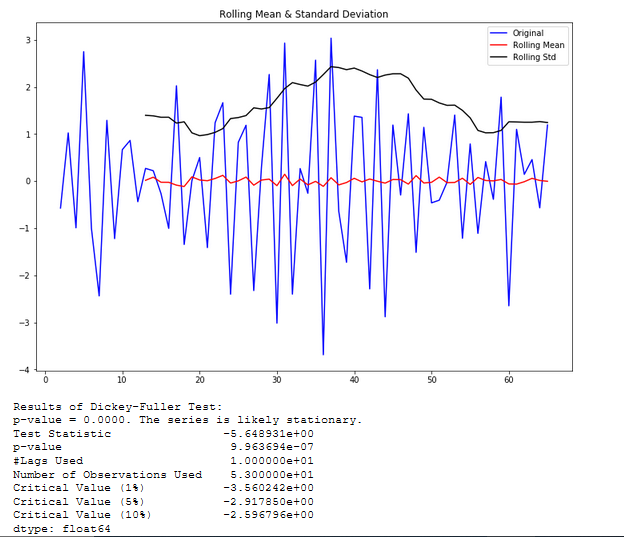 Rolling Mean & Standard Deviation
Original
Rolling Mean
Rolling Std
3
2
1
0
−1
−2
−3
−4
0 10 20 30 40 50 60
Results of Dickey-Fuller Test:
p-value = 0.0000. The series is likely stationary.
Test Statistic -5.648931e+00
p-value 9.963694e-07
#Lags Used 1.000000e+01
Number of Observations Used 5.300000e+01
Critical Value (1%) -3.560242e+00
Critical Value (5%) -2.917850e+00
Critical Value (10%) -2.596796e+00
dtype: float64